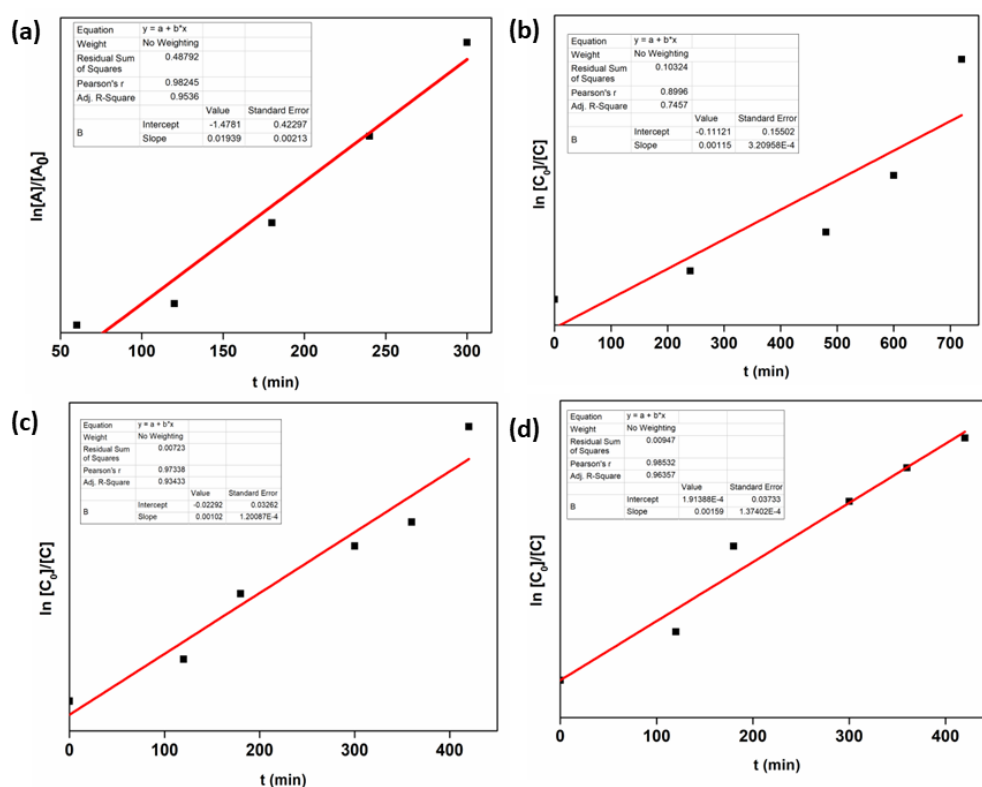 (a)
Equation y = a + b*x
Weight No Weighting
Residual Sum of Squares 0.48792
Pearson's r 0.98245
Adj. R-Square 0.9536
Value Standard Error
B Intercept -1.4781 0.42297
Slope 0.01939 0.00213
ln[A]/[A0]
50 100 150 200 250 300
t (min)
(b)
Equation y = a + b*x
Weight No Weighting
Residual Sum of Squares 0.10324
Pearson's r 0.8996
Adj. R-Square 0.7457
Value Standard Error
B Intercept -0.11121 0.15502
Slope 0.00115 3.20958E-4
ln [C0]/[C]
0 100 200 300 400 500 600 700
t (min)
(c)
Equation y = a + b*x
Weight No Weighting
Residual Sum of Squares 0.00723
Pearson's r 0.97338
Adj. R-Square 0.93433
Value Standard Error
B Intercept -0.02292 0.03262
Slope 0.00102 1.20087E-4
ln [C0]/[C]
0 100 200 300 400
t (min)
(d)
Equation y = a + b*x
Weight No Weighting
Residual Sum of Squares 0.00947
Pearson's r 0.98532
Adj. R-Square 0.96357
Value Standard Error
B Intercept 1.91388E-4 0.03733
Slope 0.00159 1.37402E-4
ln [C0]/[C]
0 100 200 300 400
t (min)